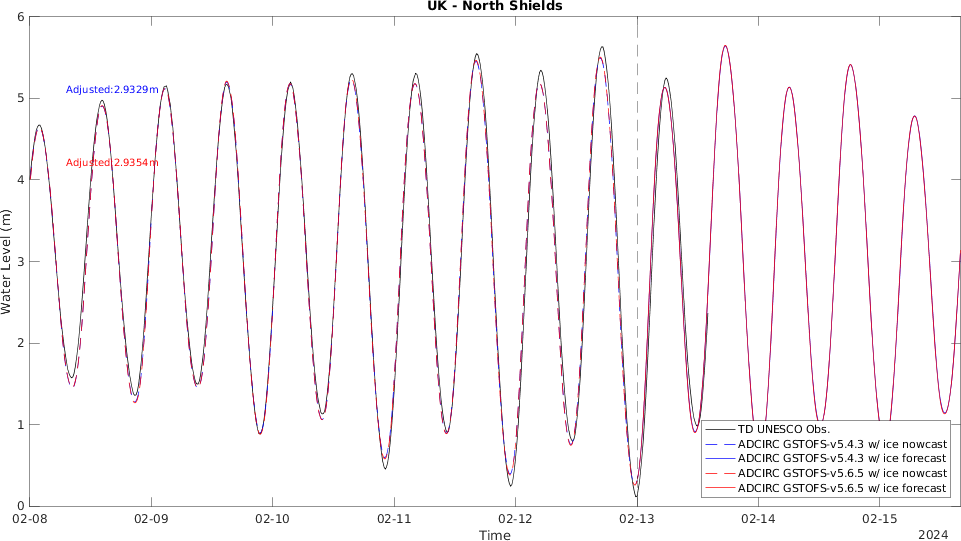 UK - North Shields
6
5
4
3
2
1
0
Water Level (m)
Adjusted:2.9329m
Adjusted:2.9354m
TD UNESCO Obs.
ADCIRC GSTOFS-v5.4.3 w/ ice nowcast
ADCIRC GSTOFS-v5.4.3 w/ ice forecast
ADCIRC GSTOFS-v5.6.5 w/ ice nowcast
ADCIRC GSTOFS-v5.6.5 w/ ice forecast
02-08 02-09 02-10 02-11 02-12 02-13 02-14 02-15
Time
2024